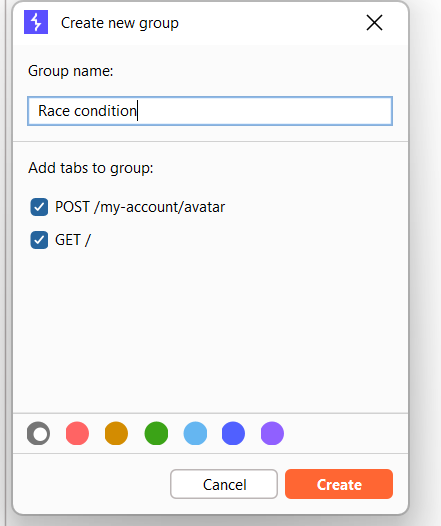 Create new group
Group name:
Race condition
Add tabs to group:
POST /my-account/avatar
GET /
Cancel
Create